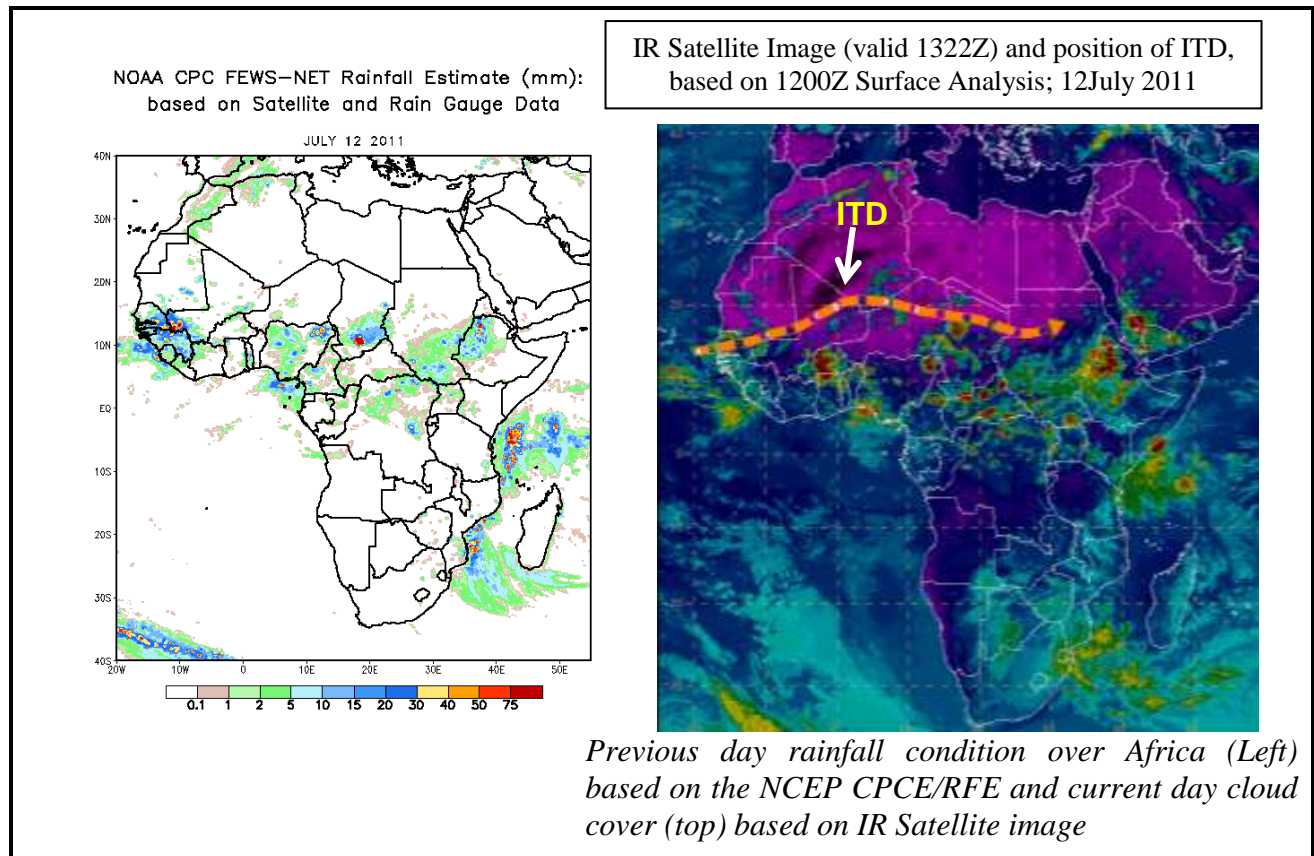 IR Satellite Image (valid 1322Z) and position of ITD,
based on 1200Z Surface Analysis; 12July 2011
NOAA CPC FEWS-NET Rainfall Estimate (mm):
based on Satellite and Rain Gauge Data
JULY 12 2011
40N
30N
20N
10N
EQ
10S
20S
30S
40S
20W 10W 0 10E 20E 30E 40E 50E
0.1 1 2 5 10 15 20 30 40 50 75
ITD
Previous day rainfall condition over Africa (Left)
based on the NCEP CPCE/RFE and current day cloud
cover (top) based on IR Satellite image